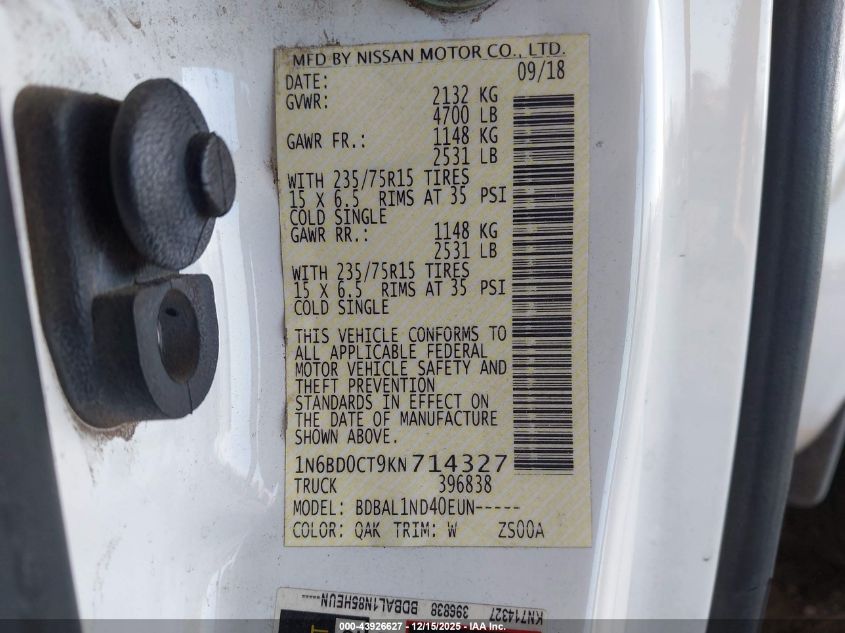 MFD BY NISSAN MOTOR CO., LTD.
DATE: 09/18
GVWR: 2132 KG
4700 LB
GAWR FR.: 1148 KG
2531 LB
WITH 235/75R15 TIRES
15 X 6.5 RIMS AT 35 PSI
COLD SINGLE
GAWR RR.: 1148 KG
2531 LB
WITH 235/75R15 TIRES
15 X 6.5 RIMS AT 35 PSI
COLD SINGLE
THIS VEHICLE CONFORMS TO
ALL APPLICABLE FEDERAL
MOTOR VEHICLE SAFETY AND
THEFT PREVENTION
STANDARDS IN EFFECT ON
THE DATE OF MANUFACTURE
SHOWN ABOVE.
1N6BD0CT9KN714327
TRUCK 396838
MODEL: BDBAL1ND40EUN-----
COLOR: QAK TRIM: W ZS00A
KN714327 396838 BDBAL1N85HEUN
000-43926627 - 12/15/2025 - IAA Inc.